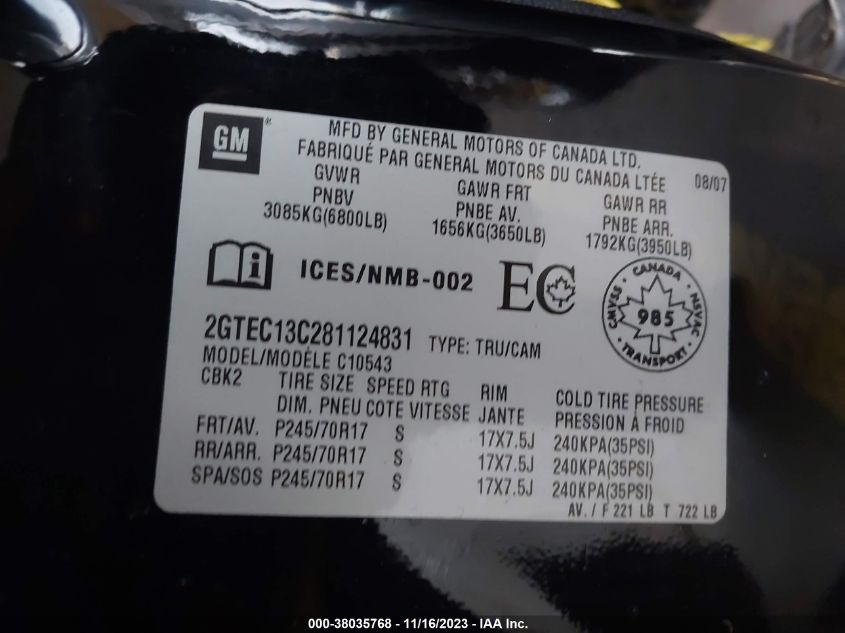 GM
®
MFD BY GENERAL MOTORS OF CANADA LTD.
FABRIQUÉ PAR GENERAL MOTORS DU CANADA LTÉE
08/07
GVWR GAWR FRT GAWR RR
PNBV PNBE AV. PNBE ARR.
3085KG(6800LB) 1656KG(3650LB) 1792KG(3950LB)
i ICES/NMB-002 EC
CANADA
CMVSS 985 NSVAC
TRANSPORT
2GTEC13C281124831 TYPE: TRU/CAM
MODEL/MODÈLE C10543
CBK2 TIRE SIZE SPEED RTG RIM COLD TIRE PRESSURE
DIM. PNEU COTE VITESSE JANTE PRESSION À FROID
FRT/AV. P245/70R17 S 17X7.5J 240KPA(35PSI)
RR/ARR. P245/70R17 S 17X7.5J 240KPA(35PSI)
SPA/SOS P245/70R17 S 17X7.5J 240KPA(35PSI)
AV. / F 221 LB T 722 LB
000-38035768 - 11/16/2023 - IAA Inc.